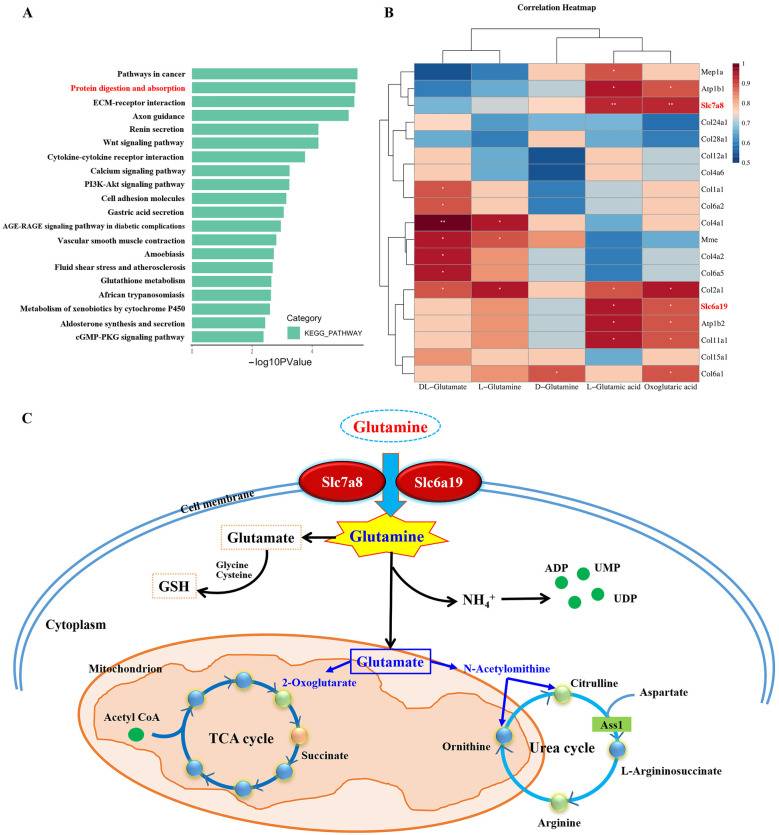 A
Pathways in cancer
Protein digestion and absorption
ECM-receptor interaction
Axon guidance
Renin secretion
Wnt signaling pathway
Cytokine-cytokine receptor interaction
Calcium signaling pathway
PI3K-Akt signaling pathway
Cell adhesion molecules
Gastric acid secretion
AGE-RAGE signaling pathway in diabetic complications
Vascular smooth muscle contraction
Amoebiasis
Fluid shear stress and atherosclerosis
Glutathione metabolism
African trypanosomiasis
Metabolism of xenobiotics by cytochrome P450
Aldosterone synthesis and secretion
cGMP-PKG signaling pathway
Category
KEGG_PATHWAY
0 2 4
−log10PValue
B
Correlation Heatmap
Mep1a
Atp1b1
Slc7a8
Col24a1
Col28a1
Col12a1
Col4a6
Col1a1
Col6a2
Col4a1
Mme
Col4a2
Col6a5
Col2a1
Slc6a19
Atp1b2
Col11a1
Col15a1
Col6a1
DL−Glutamate L−Glutamine D−Glutamine L−Glutamic acid Oxoglutaric acid
1
0.9
0.8
0.7
0.6
0.5
C
Glutamine
Slc7a8 Slc6a19
Cell membrane
Glutamate Glutamine
Glycine
Cysteine
GSH
NH4+
ADP UMP
UDP
Cytoplasm
Mitochondrion
Glutamate
2-Oxoglutarate
N-Acetylomithine
Citrulline
Aspartate
Acetyl CoA
TCA cycle
Succinate
Ornithine
Urea cycle
Ass1
L-Argininosuccinate
Arginine